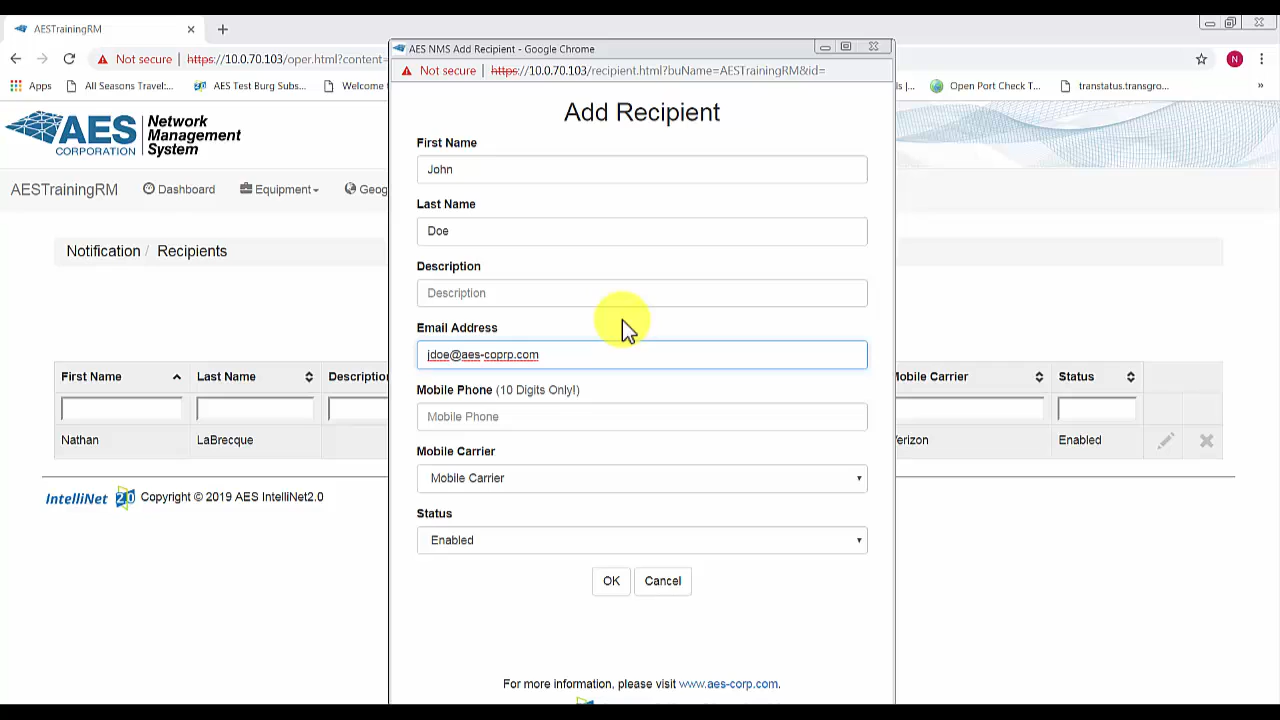 AESTrainingRM
Not secure | https://10.0.70.103/oper.html?content=
Apps All Seasons Travel:... AES Test Burg Subs... Welcome
AES NMS Add Recipient - Google Chrome
Not secure | https://10.0.70.103/recipient.html?buName=AESTrainingRM&id=
N
Open Port Check T... transtatus.transgro... »
AES
CORPORATION
Network
Management
System
AESTrainingRM Dashboard Equipment Geog
Notification / Recipients
Add Recipient
First Name
John
Last Name
Doe
Description
Description
Email Address
jdoe@aes-coprp.com
Mobile Phone (10 Digits Only!)
Mobile Phone
Mobile Carrier
Mobile Carrier
Status
Enabled
OK Cancel
For more information, please visit www.aes-corp.com.
First Name Last Name Description Mobile Carrier Status
Nathan LaBrecque Verizon Enabled
IntelliNet 2.0 Copyright © 2019 AES IntelliNet2.0